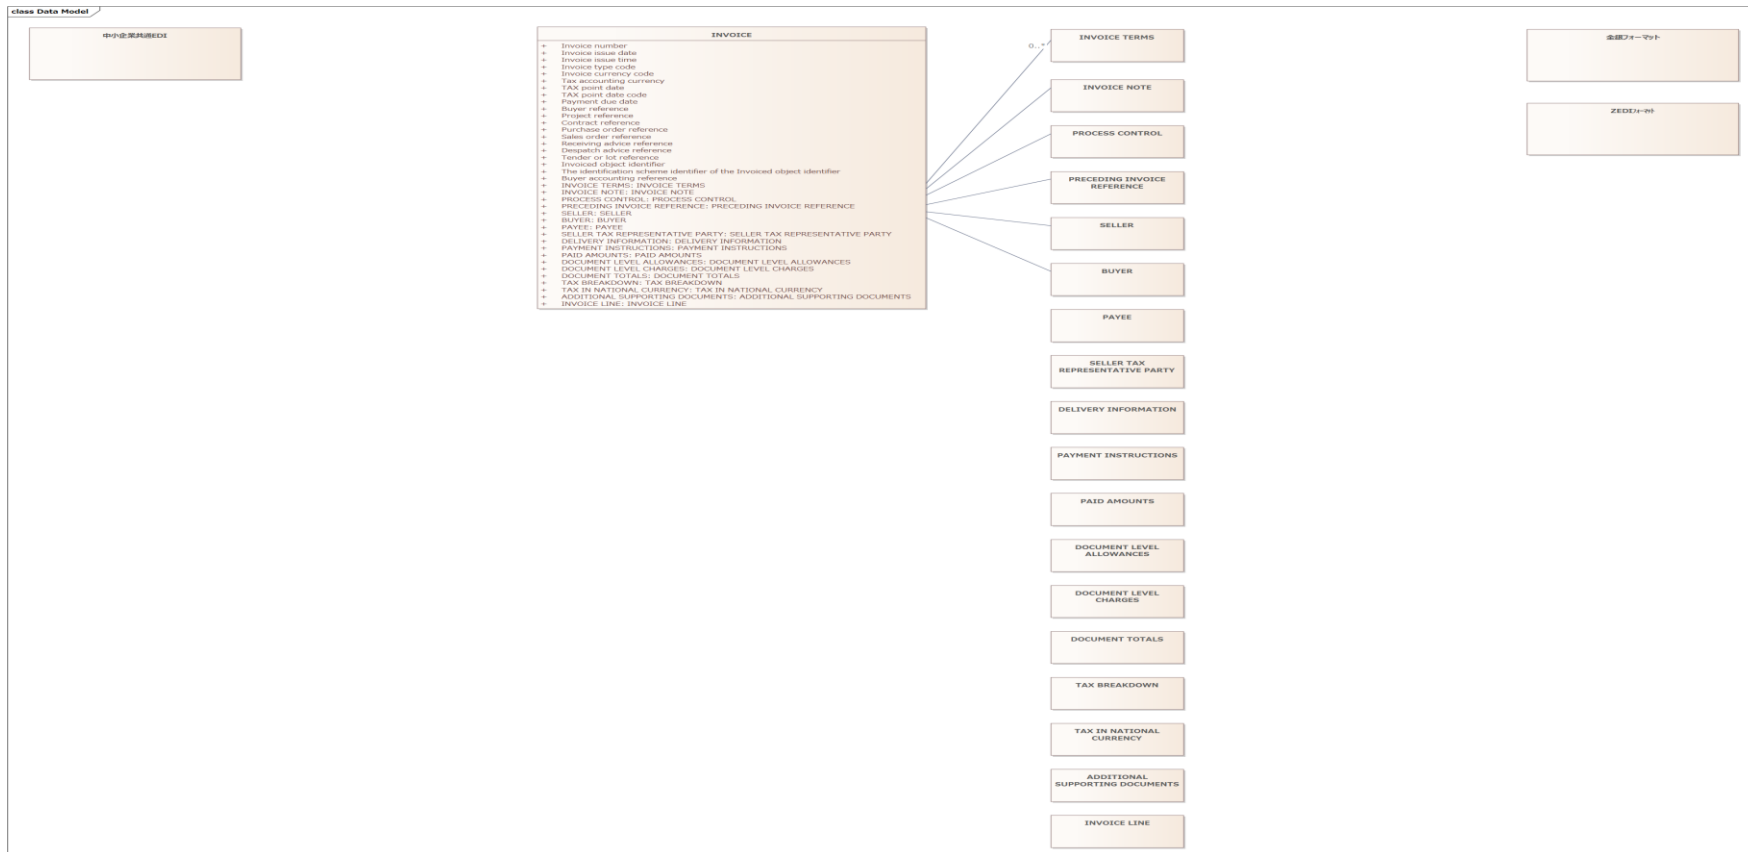 class Data Model
中小企業共通EDI
INVOICE
+ Invoice number
+ Invoice issue date
+ Invoice issue time
+ Invoice type code
+ Invoice currency code
+ Tax accounting currency
+ TAX point date
+ TAX point date code
+ Payment due date
+ Buyer reference
+ Project reference
+ Contract reference
+ Purchase order reference
+ Sales order reference
+ Receiving advice reference
+ Despatch advice reference
+ Tender or lot reference
+ Invoiced object identifier
+ The identification scheme identifier of the Invoiced object identifier
+ Buyer accounting reference
+ INVOICE TERMS: INVOICE TERMS
+ INVOICE NOTE: INVOICE NOTE
+ PROCESS CONTROL: PROCESS CONTROL
+ PRECEDING INVOICE REFERENCE: PRECEDING INVOICE REFERENCE
+ SELLER: SELLER
+ BUYER: BUYER
+ PAYEE: PAYEE
+ SELLER TAX REPRESENTATIVE PARTY: SELLER TAX REPRESENTATIVE PARTY
+ DELIVERY INFORMATION: DELIVERY INFORMATION
+ PAYMENT INSTRUCTIONS: PAYMENT INSTRUCTIONS
+ PAID AMOUNTS: PAID AMOUNTS
+ DOCUMENT LEVEL ALLOWANCES: DOCUMENT LEVEL ALLOWANCES
+ DOCUMENT LEVEL CHARGES: DOCUMENT LEVEL CHARGES
+ DOCUMENT TOTALS: DOCUMENT TOTALS
+ TAX BREAKDOWN: TAX BREAKDOWN
+ TAX IN NATIONAL CURRENCY: TAX IN NATIONAL CURRENCY
+ ADDITIONAL SUPPORTING DOCUMENTS: ADDITIONAL SUPPORTING DOCUMENTS
+ INVOICE LINE: INVOICE LINE
0..*
INVOICE TERMS
INVOICE NOTE
PROCESS CONTROL
PRECEDING INVOICE
REFERENCE
SELLER
BUYER
PAYEE
SELLER TAX
REPRESENTATIVE PARTY
DELIVERY INFORMATION
PAYMENT INSTRUCTIONS
PAID AMOUNTS
DOCUMENT LEVEL
ALLOWANCES
DOCUMENT LEVEL
CHARGES
DOCUMENT TOTALS
TAX BREAKDOWN
TAX IN NATIONAL
CURRENCY
ADDITIONAL
SUPPORTING DOCUMENTS
INVOICE LINE
全銀フォーマット
ZEDIフォーマット